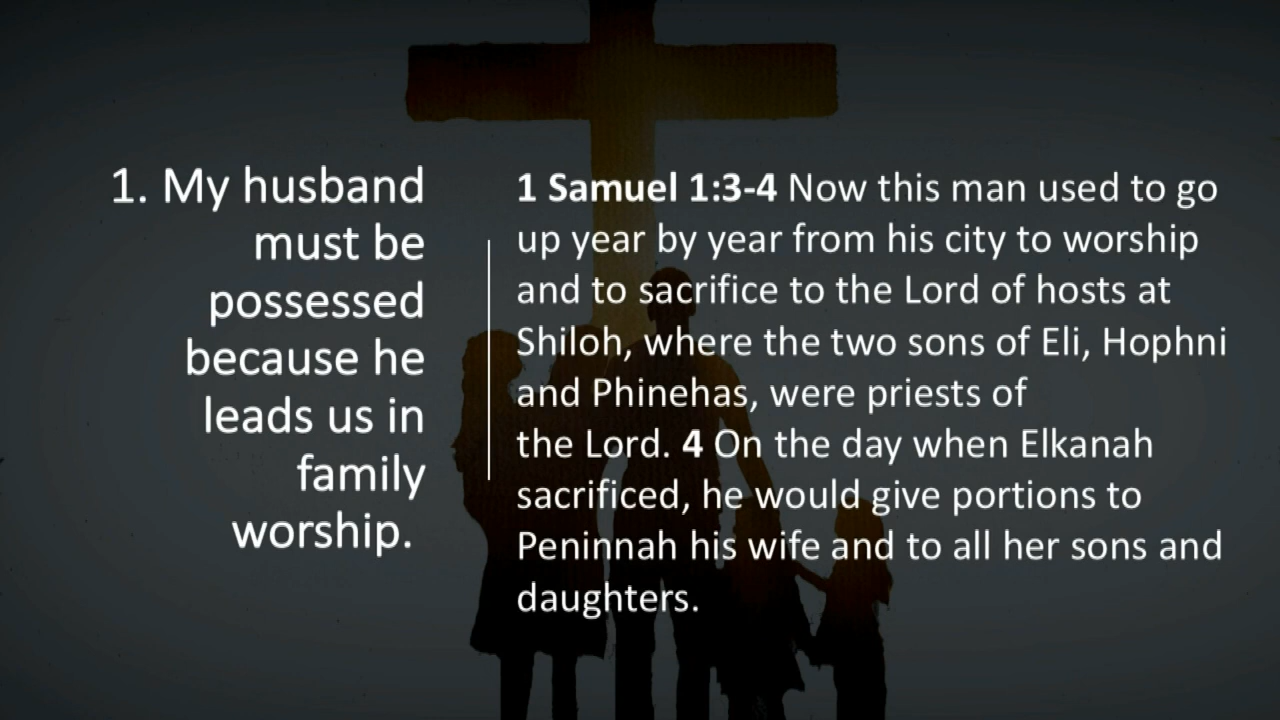 1. My husband
must be
possessed
because he
leads us in
family
worship.
1 Samuel 1:3-4 Now this man used to go
up year by year from his city to worship
and to sacrifice to the Lord of hosts at
Shiloh, where the two sons of Eli, Hophni
and Phinehas, were priests of
the Lord. 4 On the day when Elkanah
sacrificed, he would give portions to
Peninnah his wife and to all her sons and
daughters.